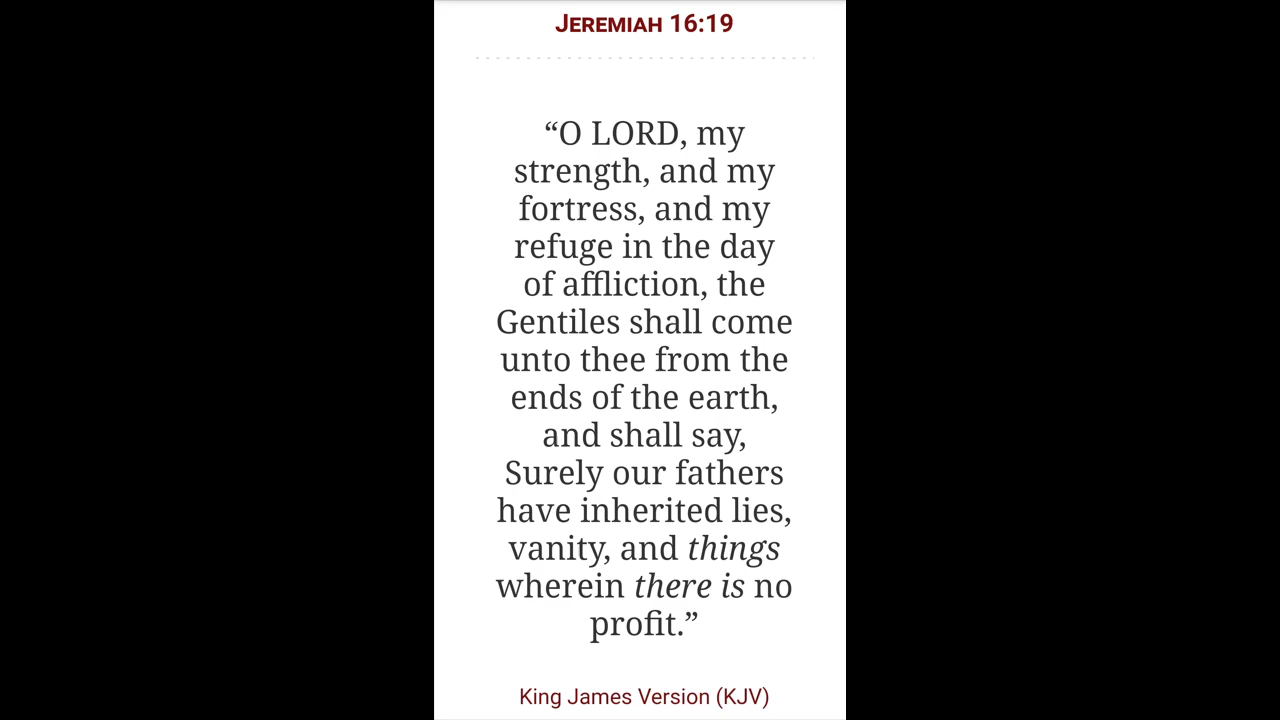 Jeremiah 16:19
“O LORD, my
strength, and my
fortress, and my
refuge in the day
of affliction, the
Gentiles shall come
unto thee from the
ends of the earth,
and shall say,
Surely our fathers
have inherited lies,
vanity, and things
wherein there is no
profit.”
King James Version (KJV)